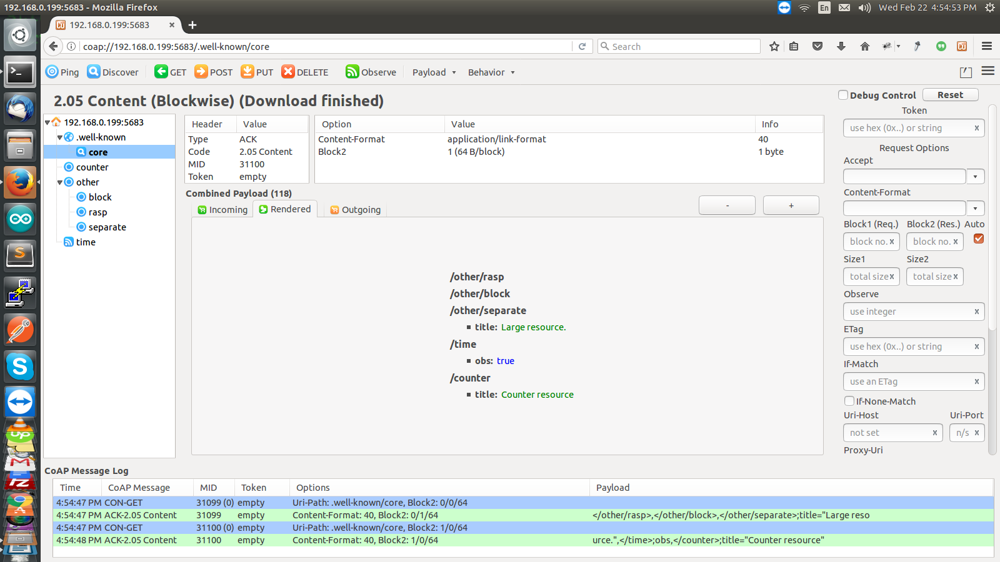 192.168.0.199:5683 - Mozilla Firefox
En
Wed Feb 22 4:54:53 PM
192.168.0.199:5683
coap://192.168.0.199:5683/.well-known/core
Search
Ping Discover GET POST PUT DELETE Observe Payload Behavior
2.05 Content (Blockwise) (Download finished)
Debug Control Reset
192.168.0.199:5683
.well-known
core
counter
other
block
rasp
separate
time
Header Value
Type ACK
Code 2.05 Content
MID 31100
Token empty
Option Value Info
Content-Format application/link-format 40
Block2 1 (64 B/block) 1 byte
Combined Payload (118)
Incoming Rendered Outgoing - +
/other/rasp
/other/block
/other/separate
title: Large resource.
/time
obs: true
/counter
title: Counter resource
Token
use hex (0x..) or string x
Request Options
Accept
Content-Format
Block1 (Req.) Block2 (Res.) Auto
block no. x block no. x
Size1 Size2
total size x total size x
Observe
use integer x
ETag
use hex (0x..) or string x
If-Match
use an ETag x
If-None-Match
Uri-Host Uri-Port
not set x n/s x
Proxy-Uri
CoAP Message Log
Time CoAP Message MID Token Options Payload
4:54:47 PM CON-GET 31099 (0) empty Uri-Path: .well-known/core, Block2: 0/0/64
4:54:47 PM ACK-2.05 Content 31099 empty Content-Format: 40, Block2: 0/1/64 </other/rasp>,</other/block>,</other/separate>;title="Large reso
4:54:47 PM CON-GET 31100 (0) empty Uri-Path: .well-known/core, Block2: 1/0/64
4:54:48 PM ACK-2.05 Content 31100 empty Content-Format: 40, Block2: 1/0/64 urce.",</time>;obs,</counter>;title="Counter resource"